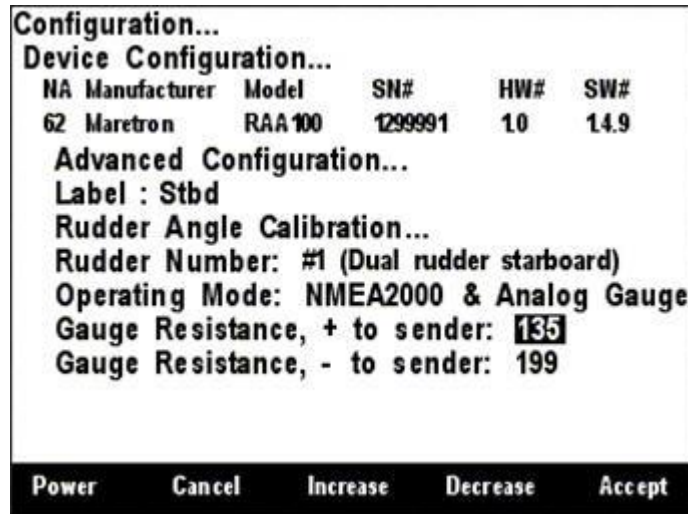 Configuration...
Device Configuration...
NA Manufacturer Model SN# HW# SW#
62 Maretron RAA100 1299991 1.0 1.4.9
Advanced Configuration...
Label : Stbd
Rudder Angle Calibration...
Rudder Number: #1 (Dual rudder starboard)
Operating Mode: NMEA2000 & Analog Gauge
Gauge Resistance, + to sender: 135
Gauge Resistance, - to sender: 199
Power Cancel Increase Decrease Accept